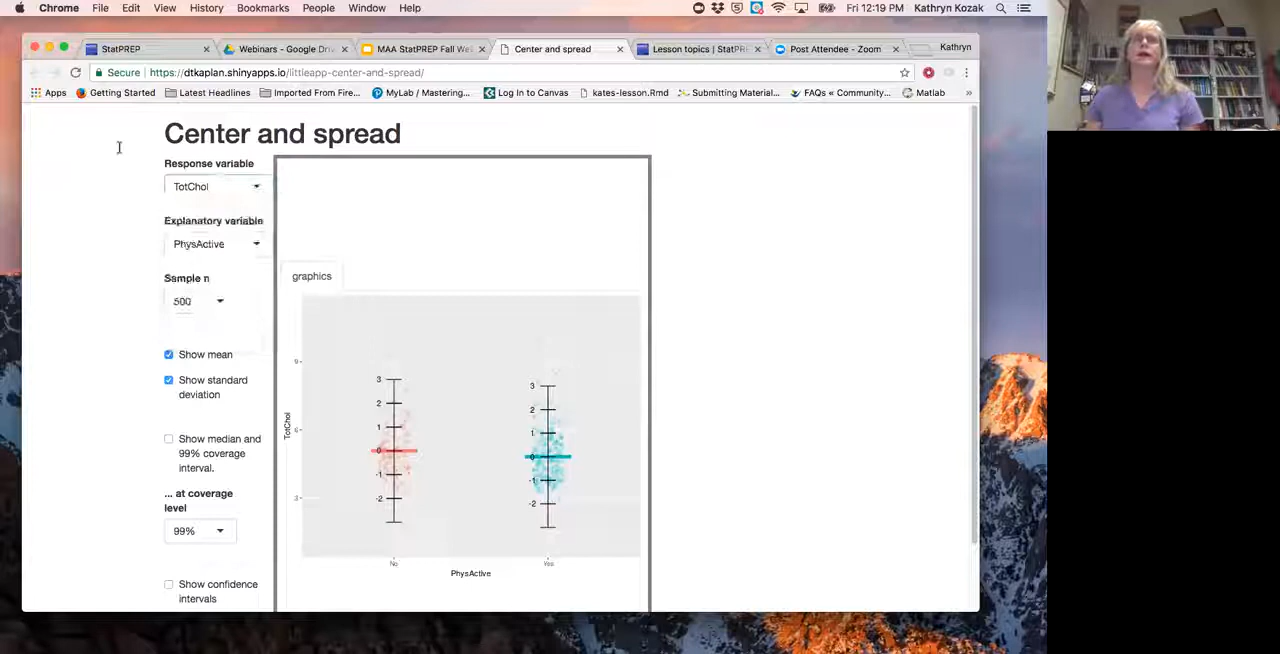 Chrome File Edit View History Bookmarks People Window Help Fri 12:19 PM Kathryn Kozak
StatPREP Webinars - Google Dri MAA StatPREP Fall We Center and spread Lesson topics | StatPR Post Attendee - Zoom Kathryn
Secure https://dtkaplan.shinyapps.io/littleapp-center-and-spread/
Apps Getting Started Latest Headlines Imported From Fire... MyLab / Mastering... Log In to Canvas kates-lesson.Rmd Submitting Material... FAQs « Community... Matlab »
Center and spread
Response variable
TotChol
Explanatory variable
PhysActive
Sample n
500
Show mean
Show standard
deviation
Show median and
99% coverage
interval.
... at coverage
level
99%
Show confidence
intervals
graphics
9
6
3
TotChol
3
2
1
0
-1
-2
3
2
1
0
-1
-2
No Yes
PhysActive